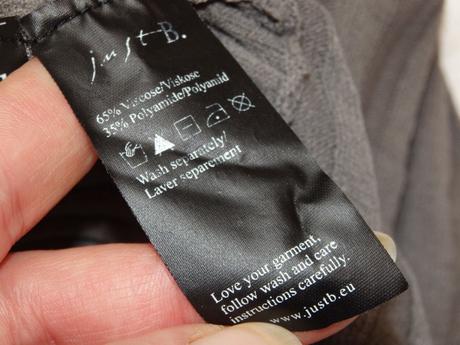 just B.
65% Viscose/Viskose
35% Polyamide/Polyamid
Wash separately/
Laver separement
Love your garment,
follow wash and care
instructions carefully.
www.justb.eu